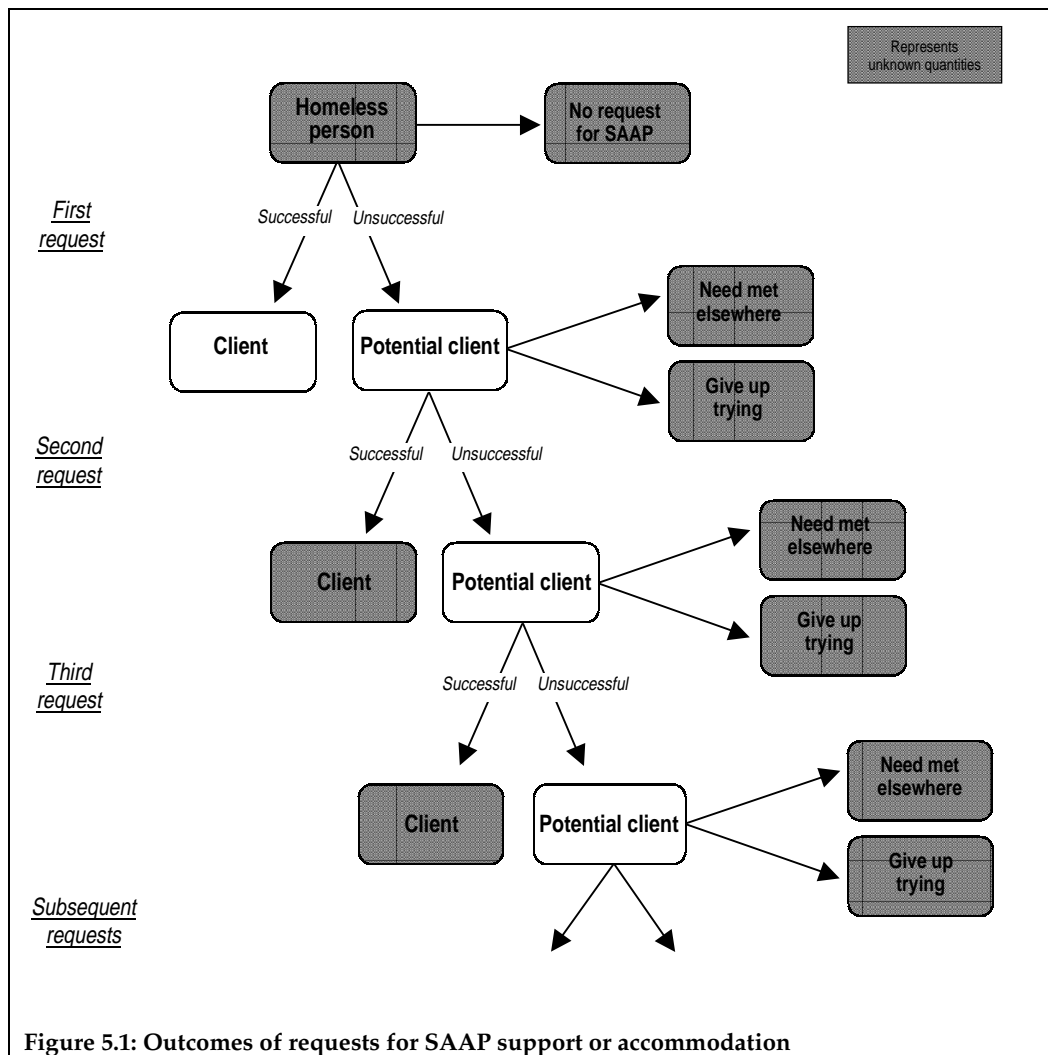 Represents
unknown quantities
Homeless
person
No request
for SAAP
First
request
Successful
Unsuccessful
Need met
elsewhere
Client
Potential client
Give up
trying
Second
request
Successful
Unsuccessful
Need met
elsewhere
Client
Potential client
Give up
trying
Third
request
Successful
Unsuccessful
Need met
elsewhere
Client
Potential client
Give up
trying
Subsequent
requests
Figure 5.1: Outcomes of requests for SAAP support or accommodation